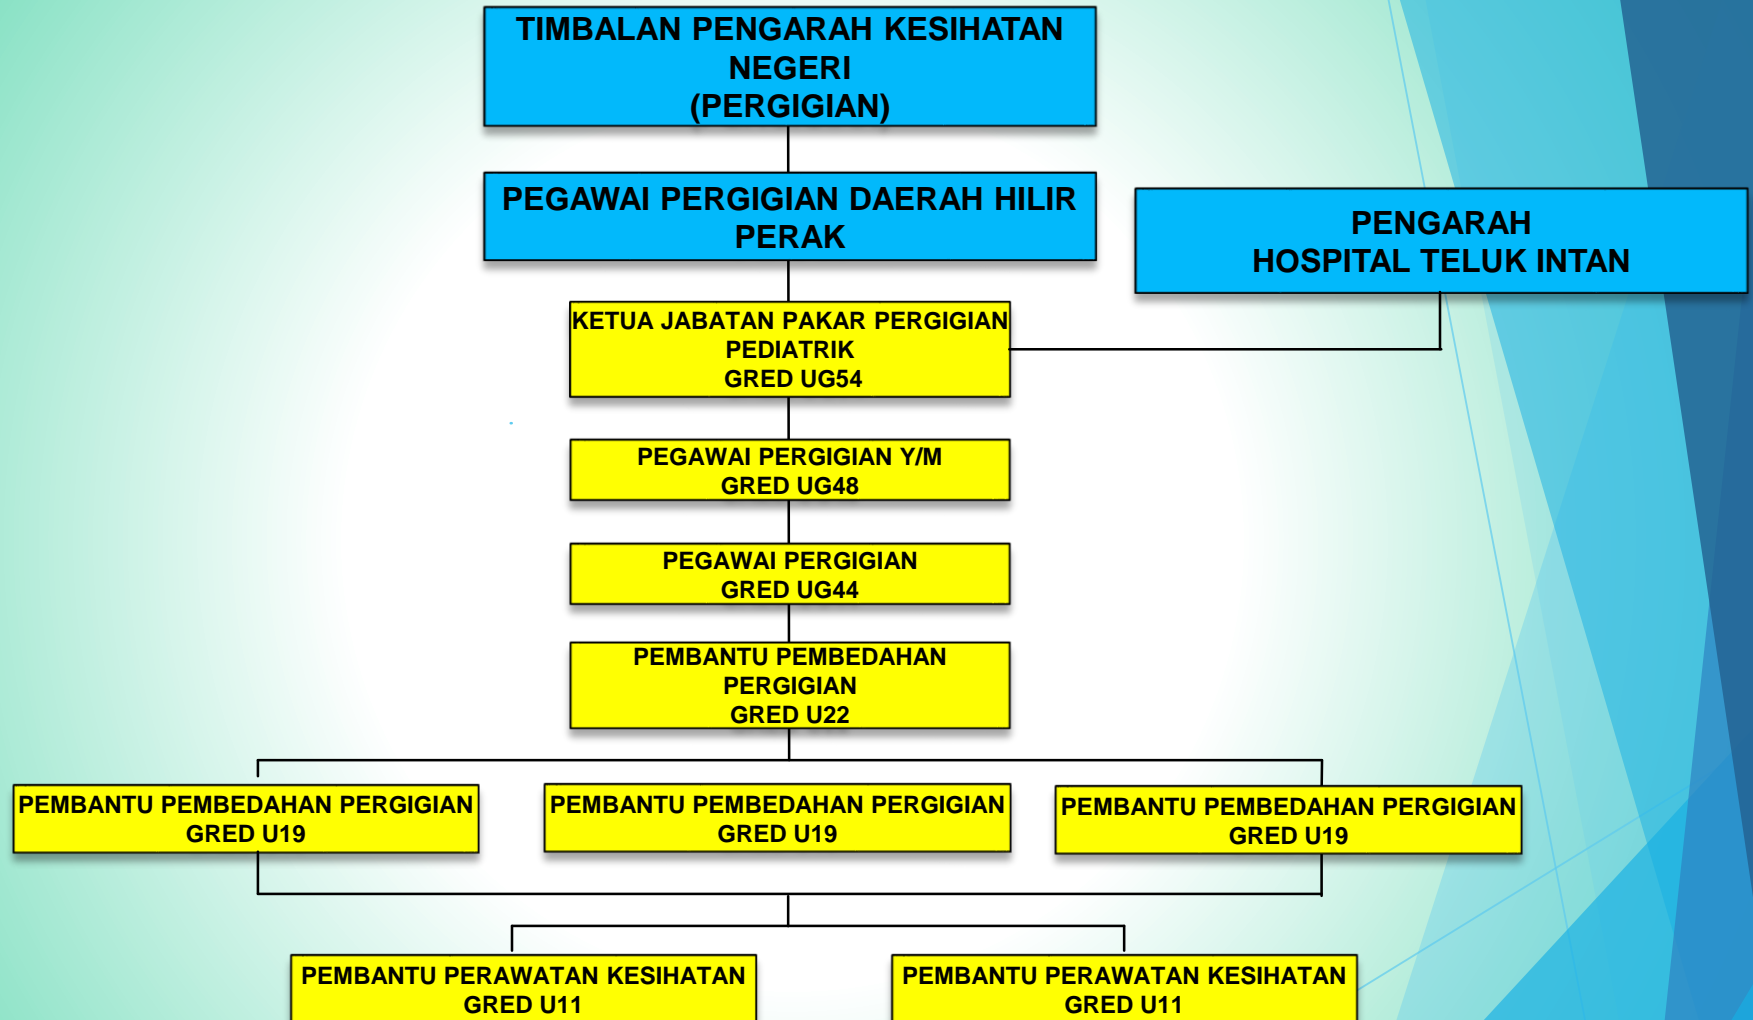 TIMBALAN PENGARAH KESIHATAN
NEGERI
(PERGIGIAN)
PEGAWAI PERGIGIAN DAERAH HILIR
PERAK
PENGARAH
HOSPITAL TELUK INTAN
KETUA JABATAN PAKAR PERGIGIAN
PEDIATRIK
GRED UG54
PEGAWAI PERGIGIAN Y/M
GRED UG48
PEGAWAI PERGIGIAN
GRED UG44
PEMBANTU PEMBEDAHAN
PERGIGIAN
GRED U22
PEMBANTU PEMBEDAHAN PERGIGIAN
GRED U19
PEMBANTU PEMBEDAHAN PERGIGIAN
GRED U19
PEMBANTU PEMBEDAHAN PERGIGIAN
GRED U19
PEMBANTU PERAWATAN KESIHATAN
GRED U11
PEMBANTU PERAWATAN KESIHATAN
GRED U11